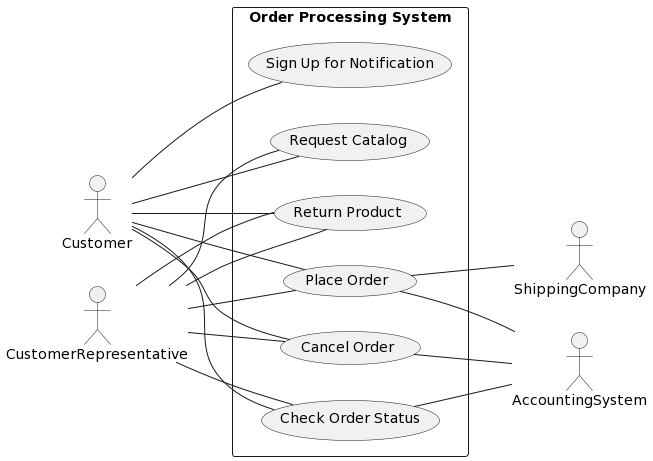 Order Processing System
Sign Up for Notification
Request Catalog
Return Product
Customer
Place Order
ShippingCompany
CustomerRepresentative
Cancel Order
AccountingSystem
Check Order Status